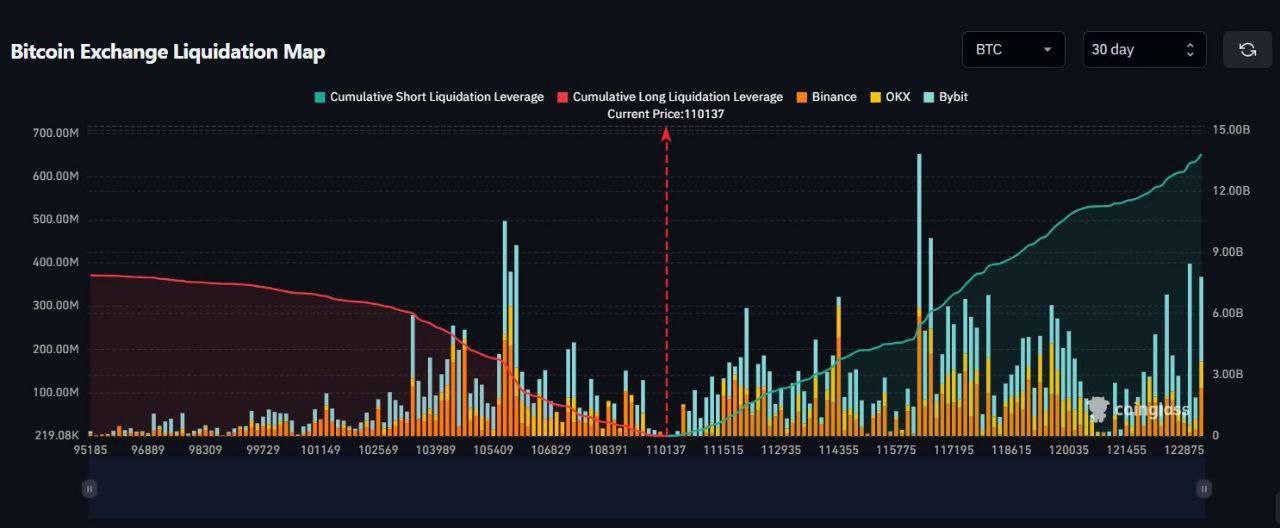 Bitcoin Exchange Liquidation Map
BTC
30 day
Cumulative Short Liquidation Leverage Cumulative Long Liquidation Leverage Binance OKX Bybit
Current Price:110137
700.00M
600.00M
500.00M
400.00M
300.00M
200.00M
100.00M
219.08K
15.00B
12.00B
9.00B
6.00B
3.00B
0
coinglass
95185 96889 98309 99729 101149 102569 103989 105409 106829 108391 110137 111515 112935 114355 115775 117195 118615 120035 121455 122875